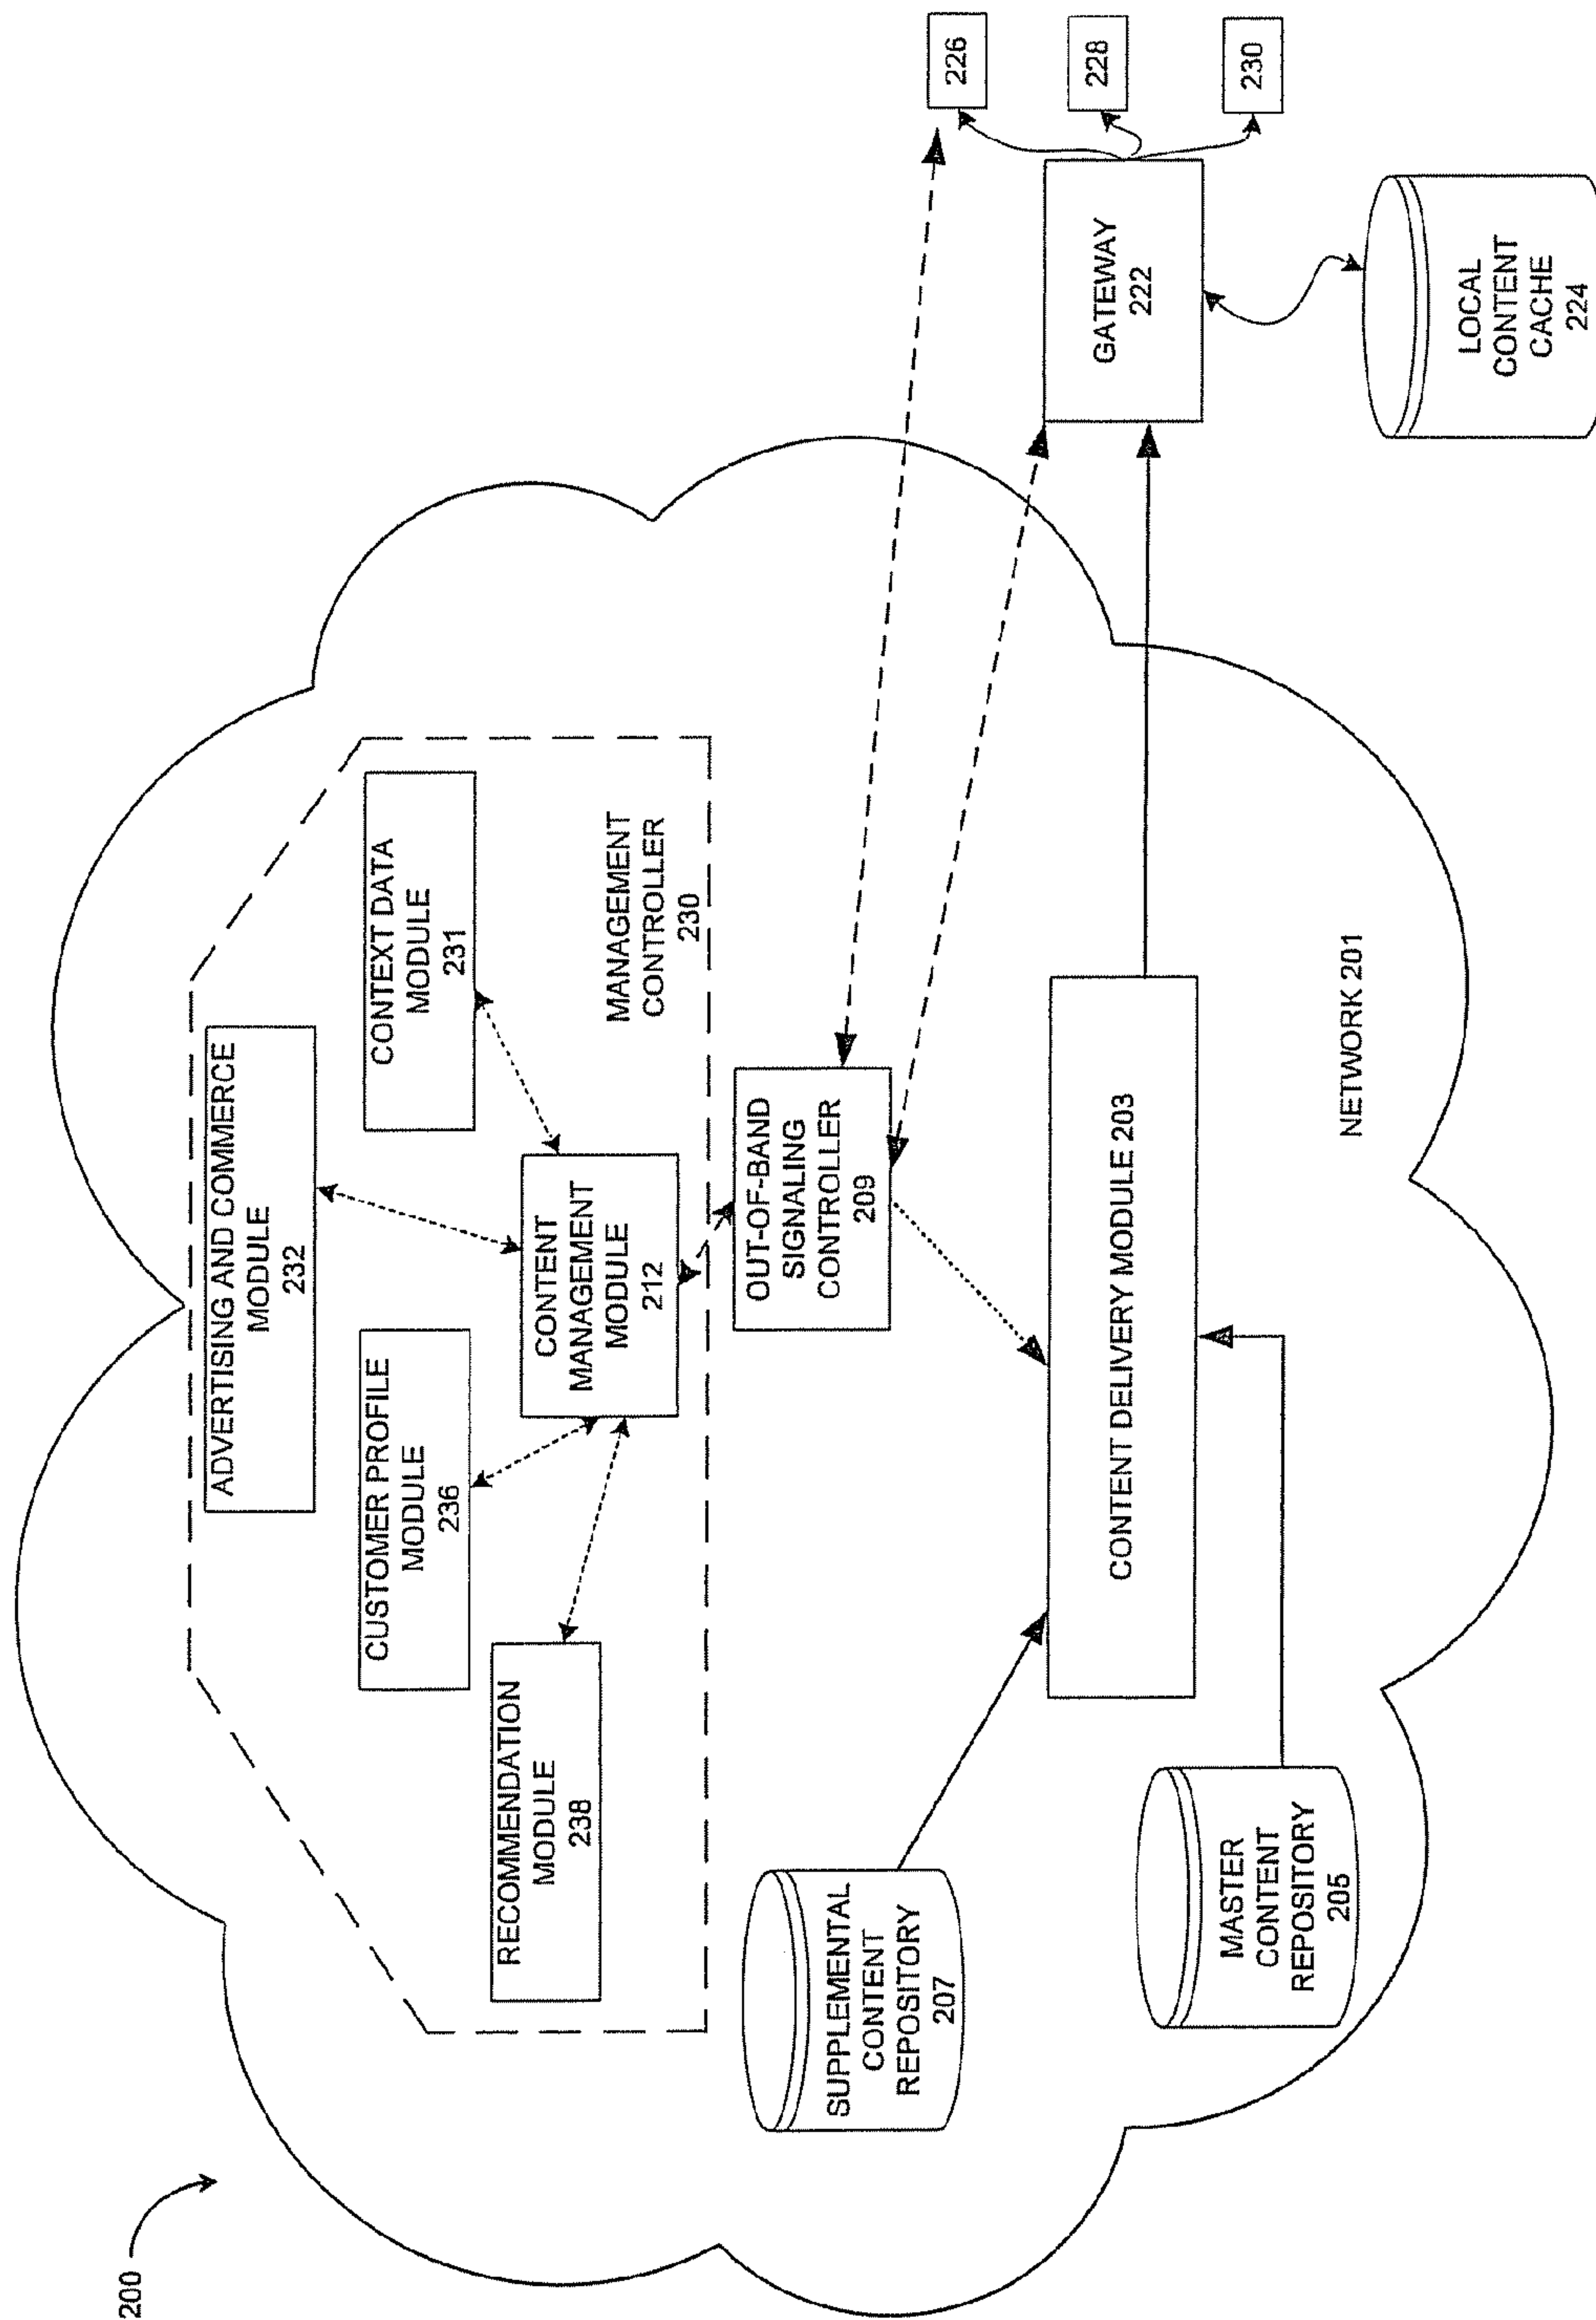 200
ADVERTISING AND COMMERCE
MODULE
232
CUSTOMER PROFILE
MODULE
236
CONTEXT DATA
MODULE
231
RECOMMENDATION
MODULE
238
CONTENT
MANAGEMENT
MODULE
212
MANAGEMENT
CONTROLLER
230
OUT-OF-BAND
SIGNALING
CONTROLLER
209
SUPPLEMENTAL
CONTENT
REPOSITORY
207
CONTENT DELIVERY MODULE 203
MASTER
CONTENT
REPOSITORY
205
NETWORK 201
GATEWAY
222
226
228
230
LOCAL
CONTENT
CACHE
224